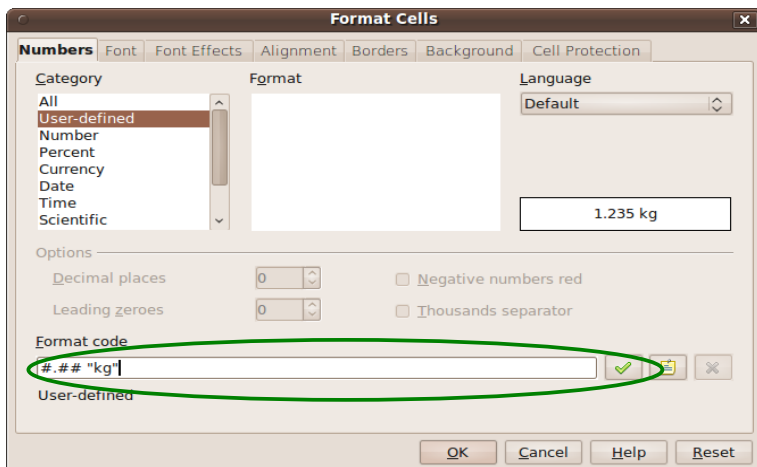 Format Cells
Numbers Font Font Effects Alignment Borders Background Cell Protection
Category
All
User-defined
Number
Percent
Currency
Date
Time
Scientific
Format
Language
Default
1.235 kg
Options
Decimal places 0
Negative numbers red
Leading zeroes 0
Thousands separator
Format code
#.## "kg"
User-defined
OK Cancel Help Reset